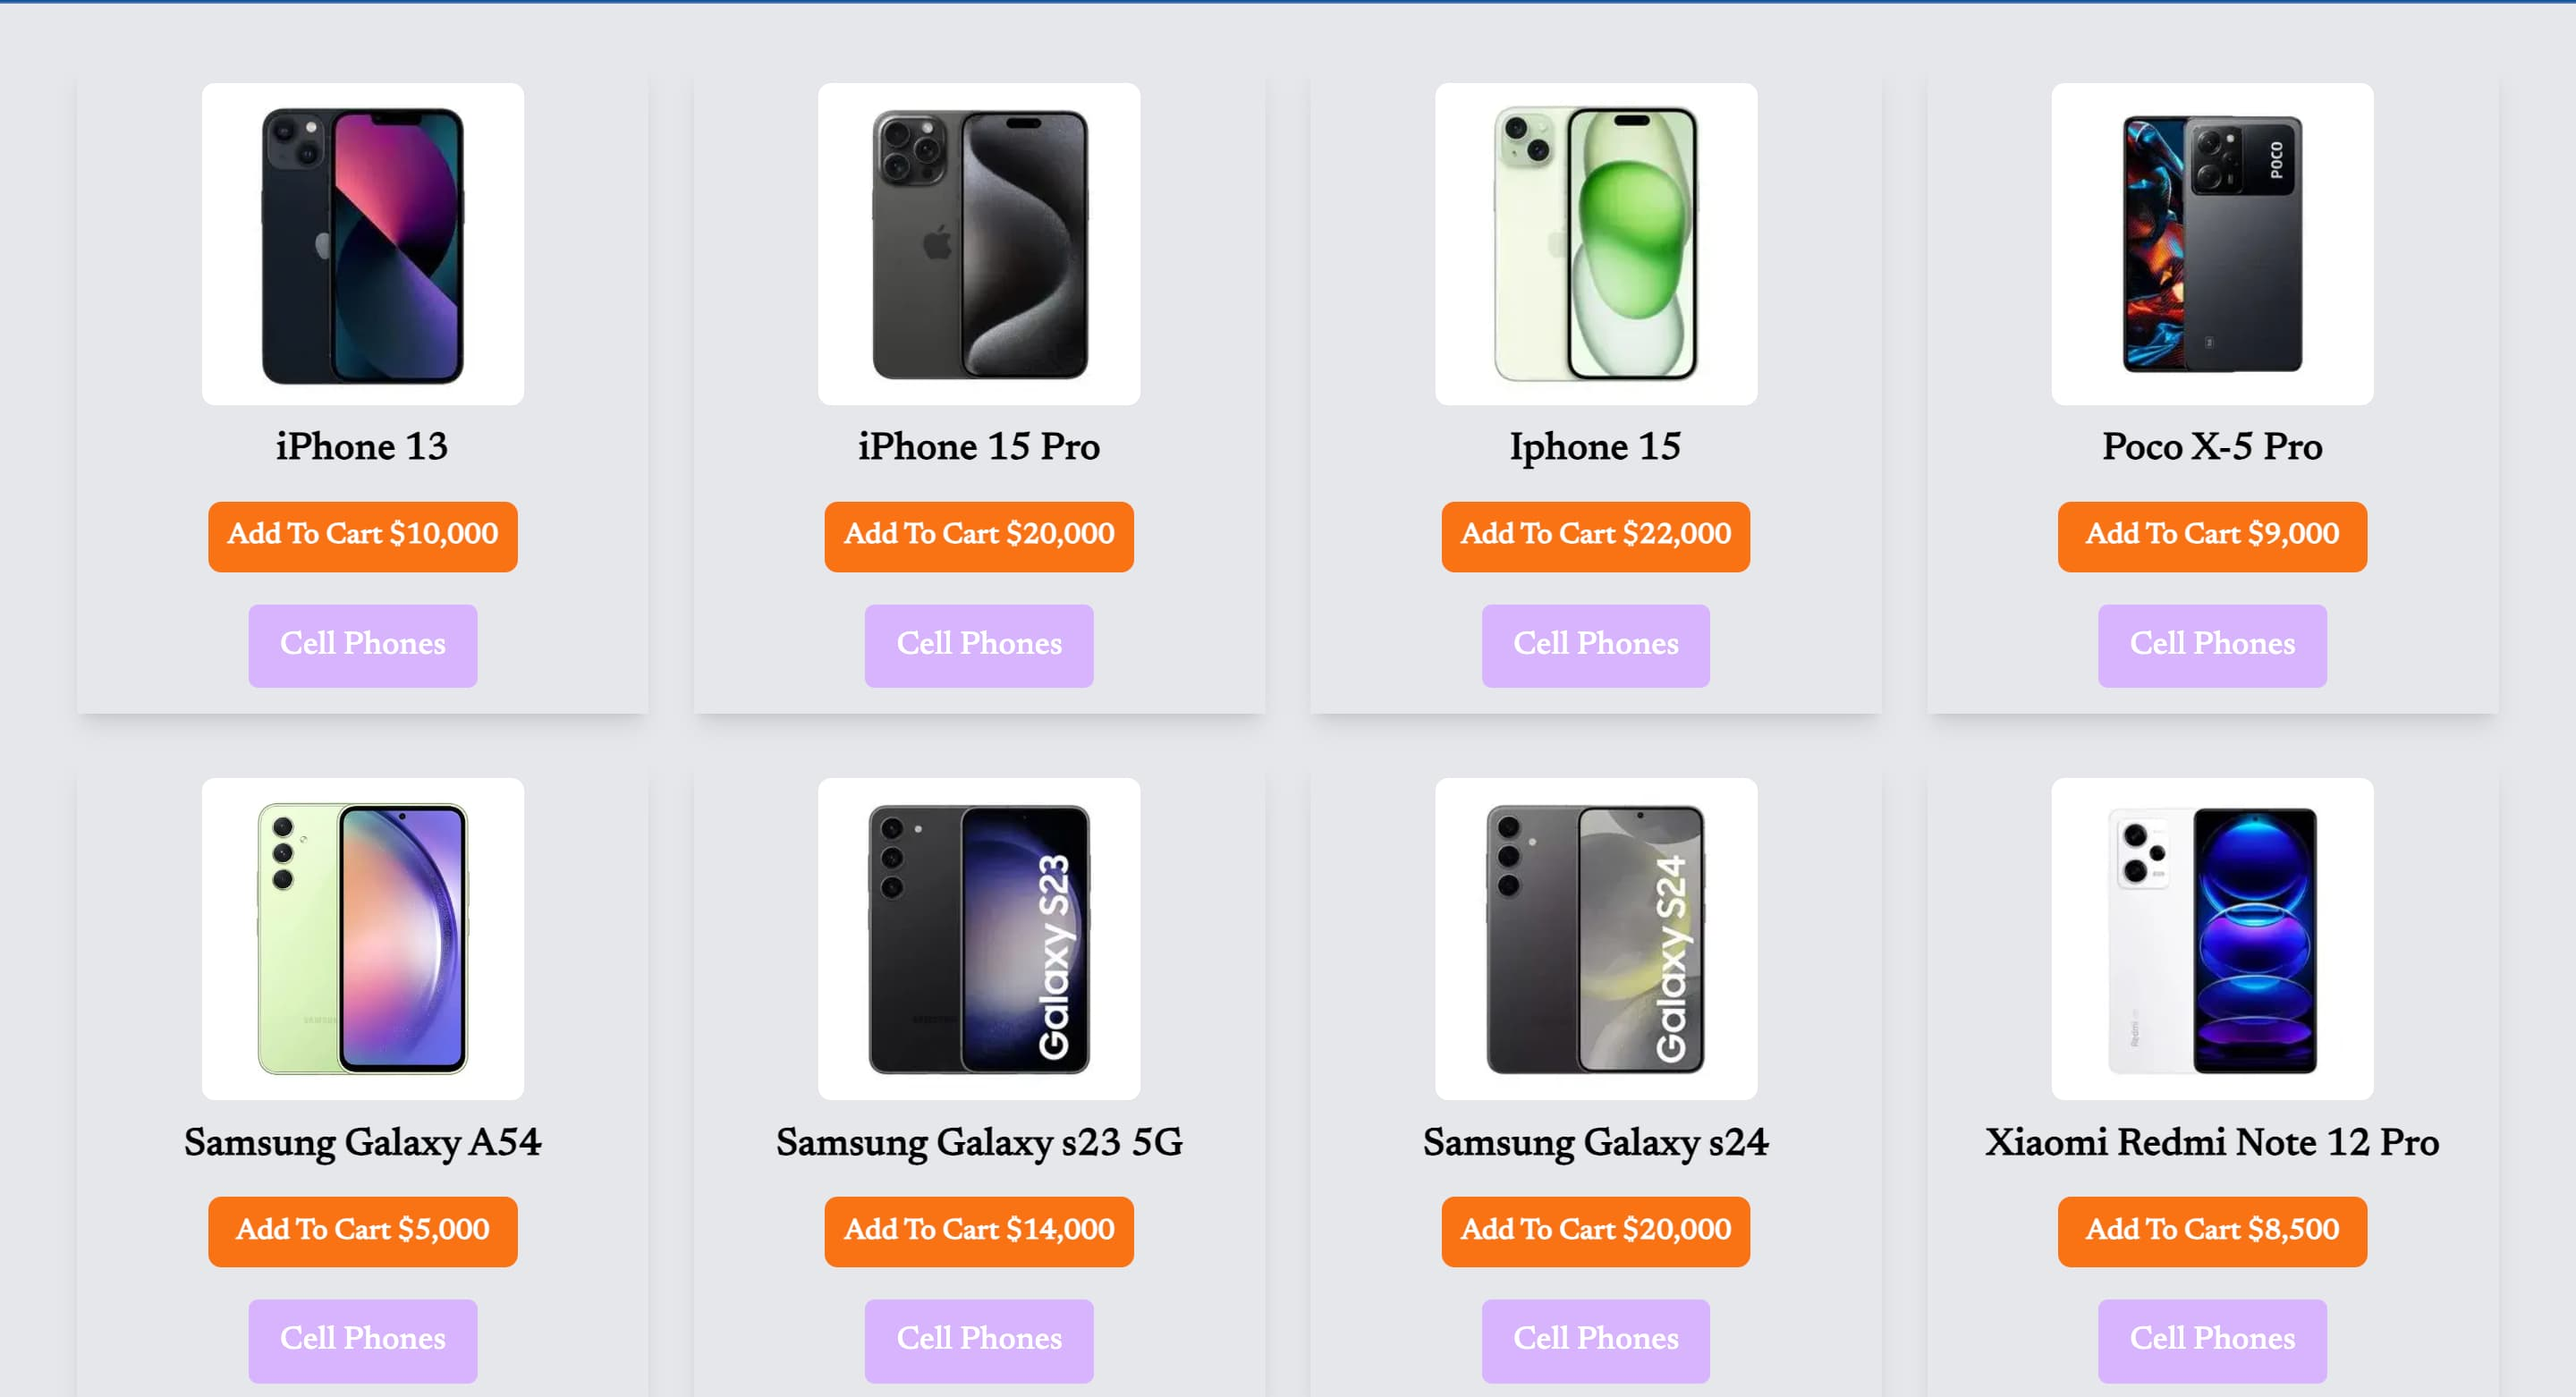 POCO
iPhone 13
iPhone 15 Pro
Iphone 15
Poco X-5 Pro
Add To Cart $10,000
Add To Cart $20,000
Add To Cart $22,000
Add To Cart $9,000
Cell Phones
Cell Phones
Cell Phones
Cell Phones
SAMSUNG
Galaxy S23
Galaxy S24
Redmi
Samsung Galaxy A54
Samsung Galaxy s23 5G
Samsung Galaxy s24
Xiaomi Redmi Note 12 Pro
Add To Cart $5,000
Add To Cart $14,000
Add To Cart $20,000
Add To Cart $8,500
Cell Phones
Cell Phones
Cell Phones
Cell Phones